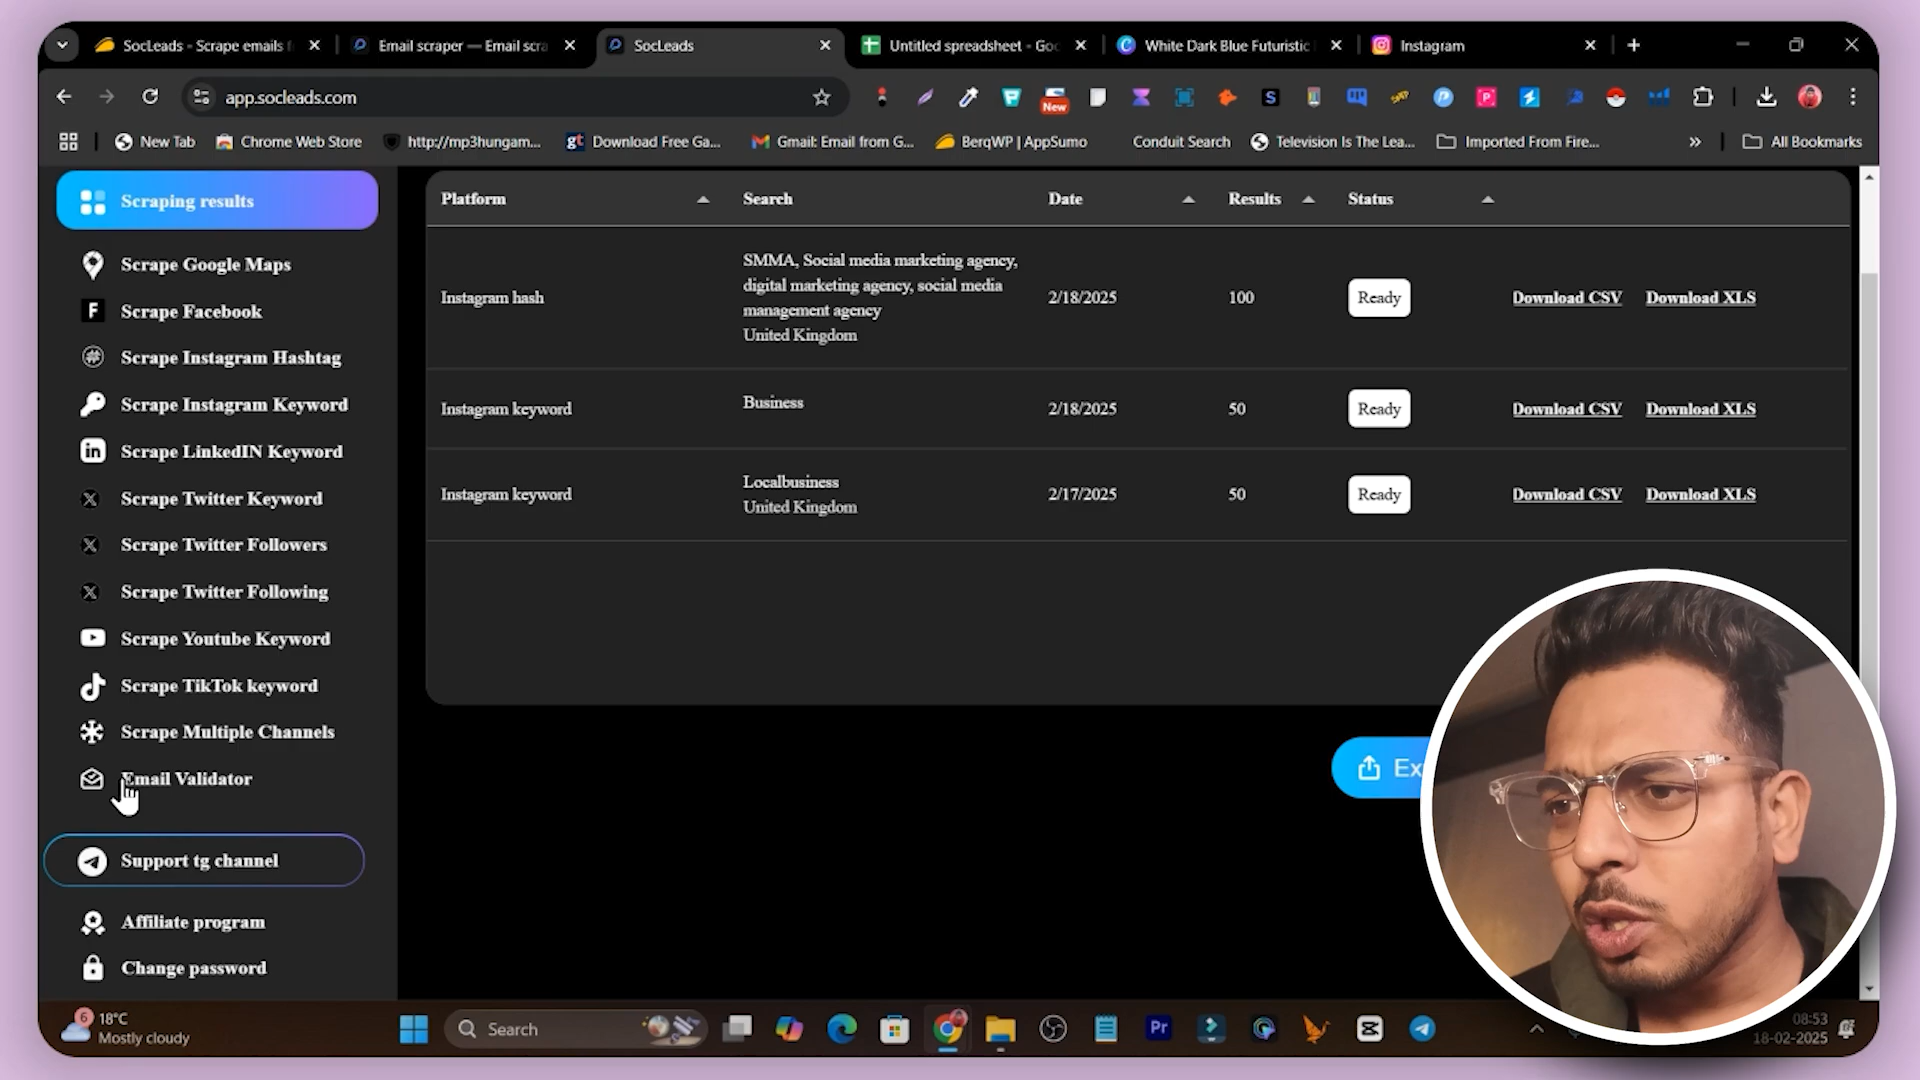 SocLeads - Scrape emails f
Email scraper — Email scra
SocLeads
Untitled spreadsheet - Goo
White Dark Blue Futuristic
Instagram
app.socleads.com
New
New Tab
Chrome Web Store
http://mp3hungam...
gt
Download Free Ga...
Gmail: Email from G...
BerqWP | AppSumo
Conduit Search
Television Is The Lea...
Imported From Fire...
All Bookmarks
Scraping results
Scrape Google Maps
Scrape Facebook
Scrape Instagram Hashtag
Scrape Instagram Keyword
Scrape LinkedIN Keyword
Scrape Twitter Keyword
Scrape Twitter Followers
Scrape Twitter Following
Scrape Youtube Keyword
Scrape TikTok keyword
Scrape Multiple Channels
Email Validator
Support tg channel
Affiliate program
Change password
Platform Search Date Results Status
Instagram hash
SMMA, Social media marketing agency,
digital marketing agency, social media
management agency
United Kingdom
2/18/2025 100 Ready Download CSV Download XLS
Instagram keyword Business 2/18/2025 50 Ready Download CSV Download XLS
Instagram keyword
Localbusiness
United Kingdom
2/17/2025 50 Ready Download CSV Download XLS
Ex
6
18°C
Mostly cloudy
Search
Pr
08:53
18-02-2025